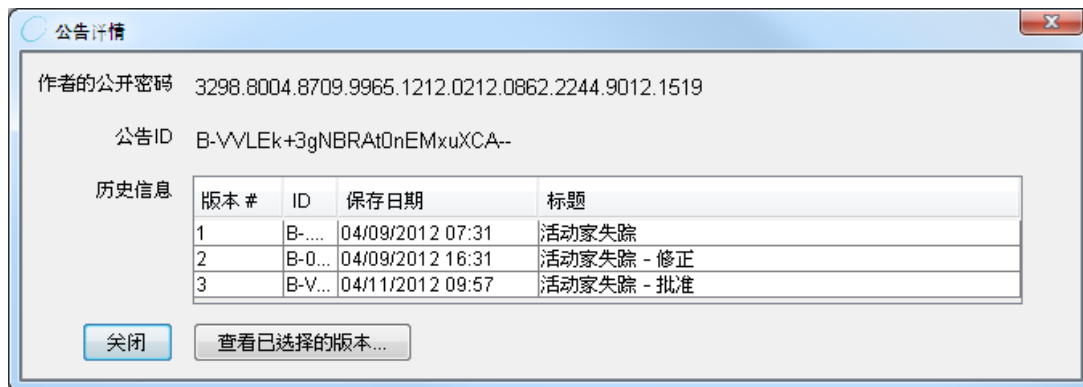 公告详情
作者的公开密码 3298.8004.8709.9965.1212.0212.0862.2244.9012.1519
公告ID B-VVLEk+3gNBRAt0nEMxuXCA--
历史信息
版本 # ID 保存日期 标题
1 B-.... 04/09/2012 07:31 活动家失踪
2 B-0... 04/09/2012 16:31 活动家失踪 - 修正
3 B-V... 04/11/2012 09:57 活动家失踪 - 批准
关闭 查看已选择的版本...